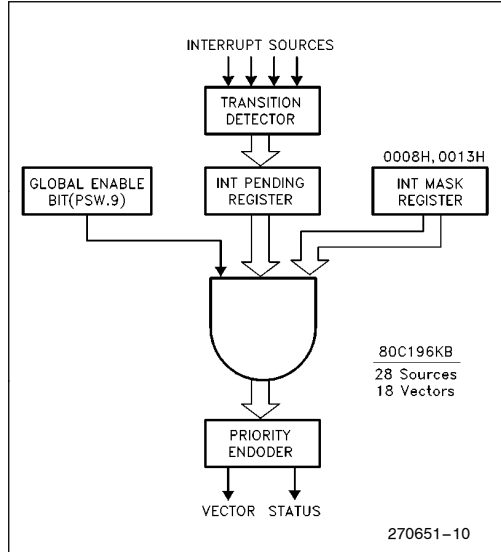 INTERRUPT SOURCES
TRANSITION
DETECTOR
0008H, 0013H
GLOBAL ENABLE
BIT(PSW.9)
INT PENDING
REGISTER
INT MASK
REGISTER
80C196KB
28 Sources
18 Vectors
PRIORITY
ENDODER
VECTOR STATUS
270651-10